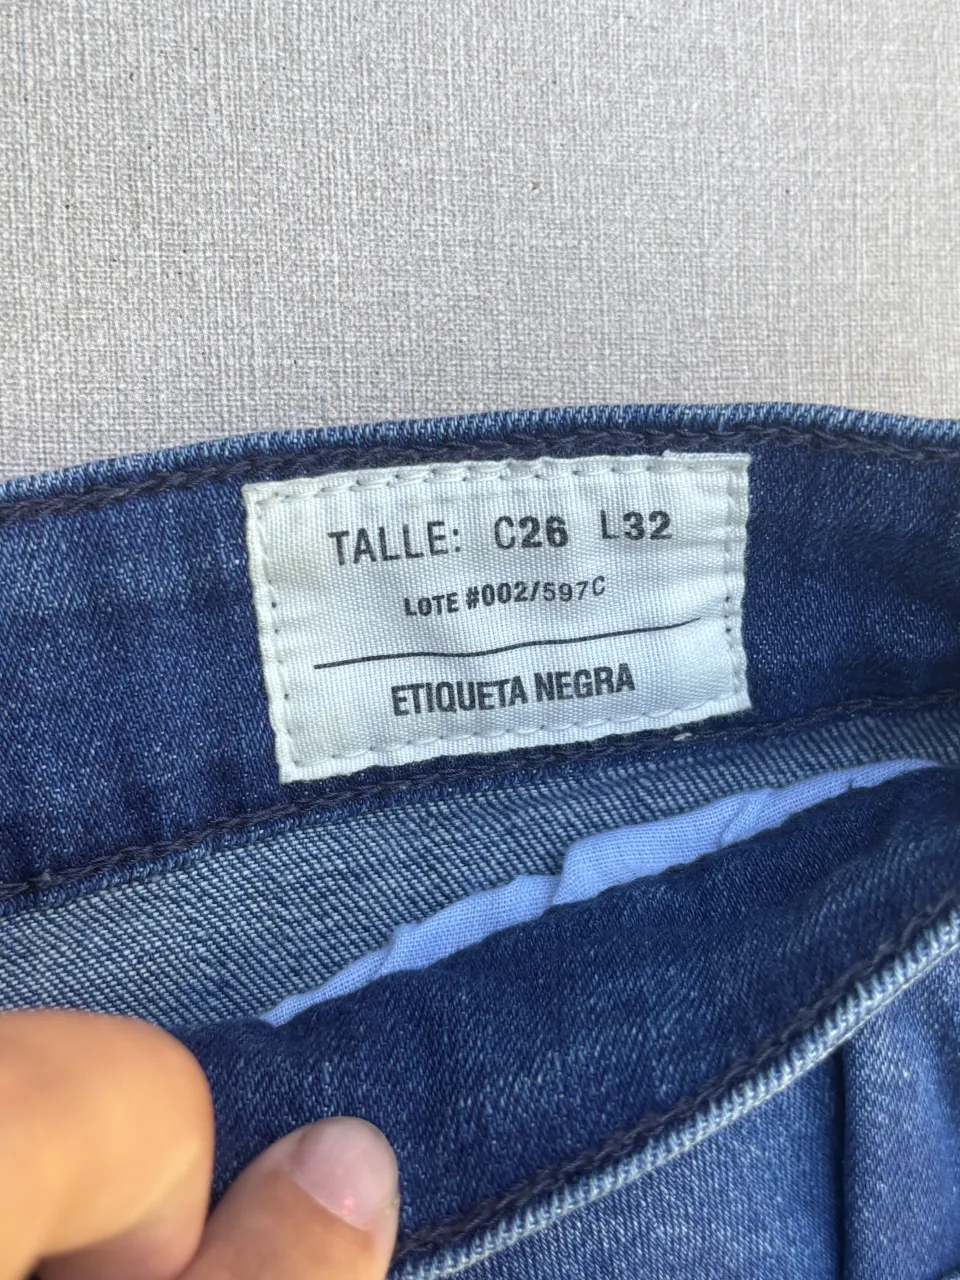 TALLE: C26 L32
LOTE #002/597C
ETIQUETA NEGRA